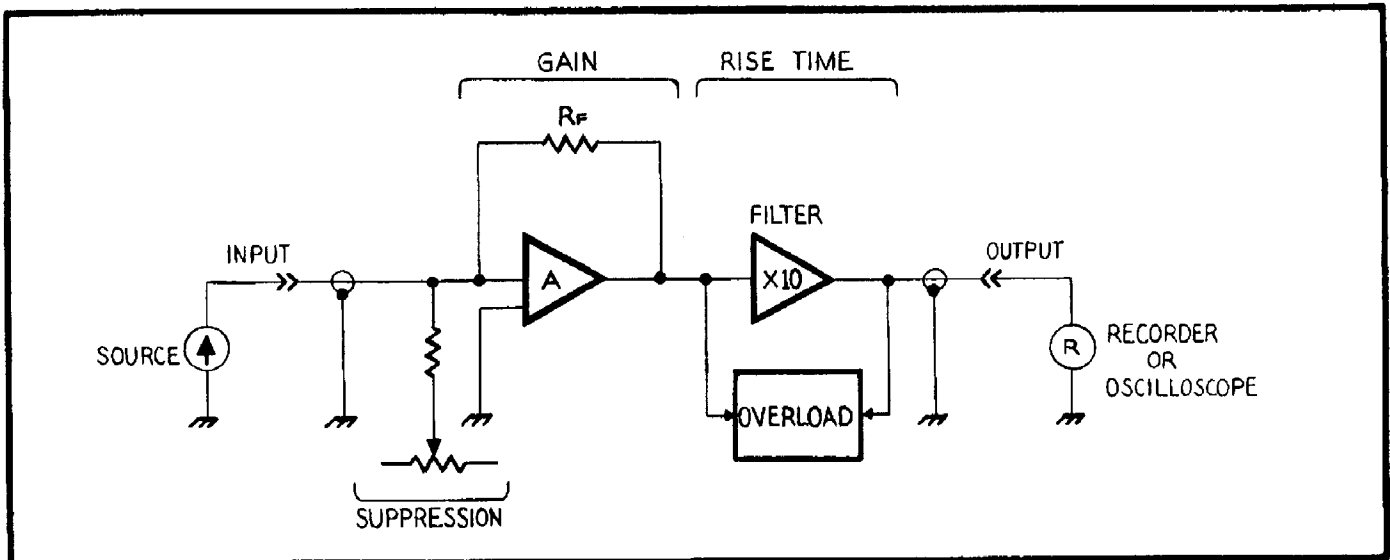 GAIN
RISE TIME
RF
FILTER
INPUT
OUTPUT
A
X10
SOURCE
R
RECORDER
OR
OSCILLOSCOPE
OVERLOAD
SUPPRESSION